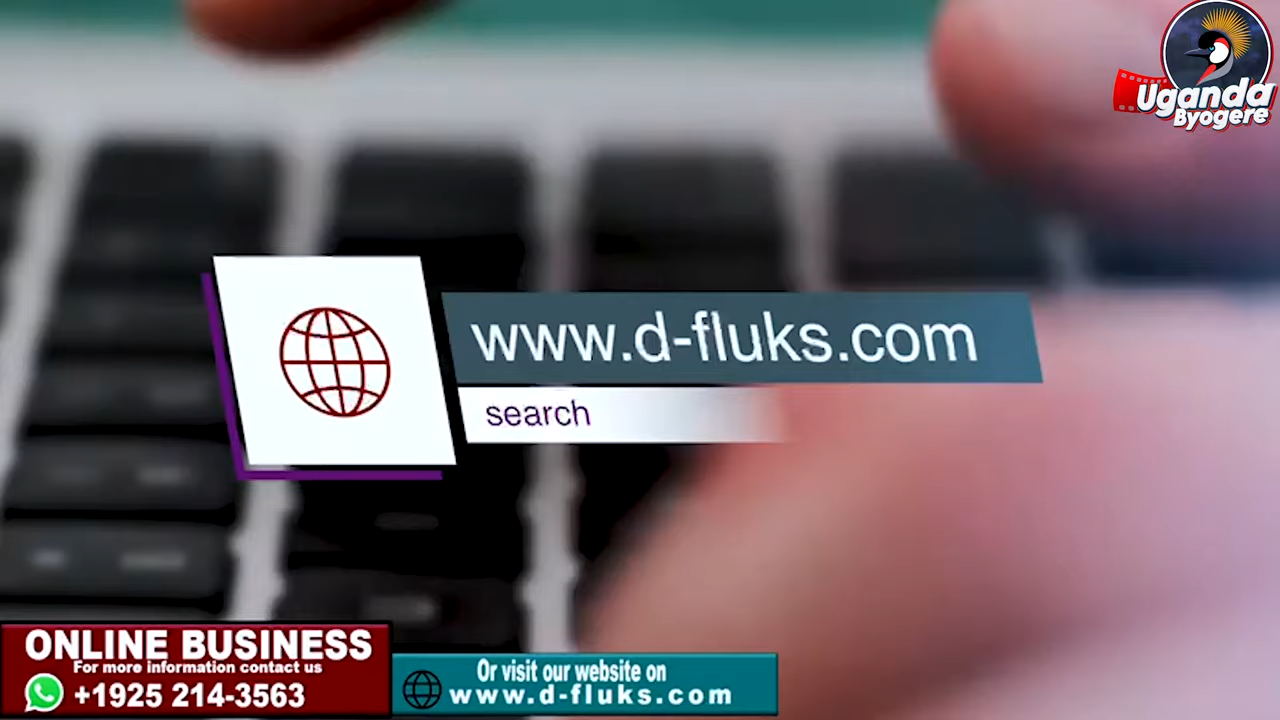 Uganda
Byogere
www.d-fluks.com
search
ONLINE BUSINESS
For more information contact us
+1925 214-3563
Or visit our website on
www.d-fluks.com